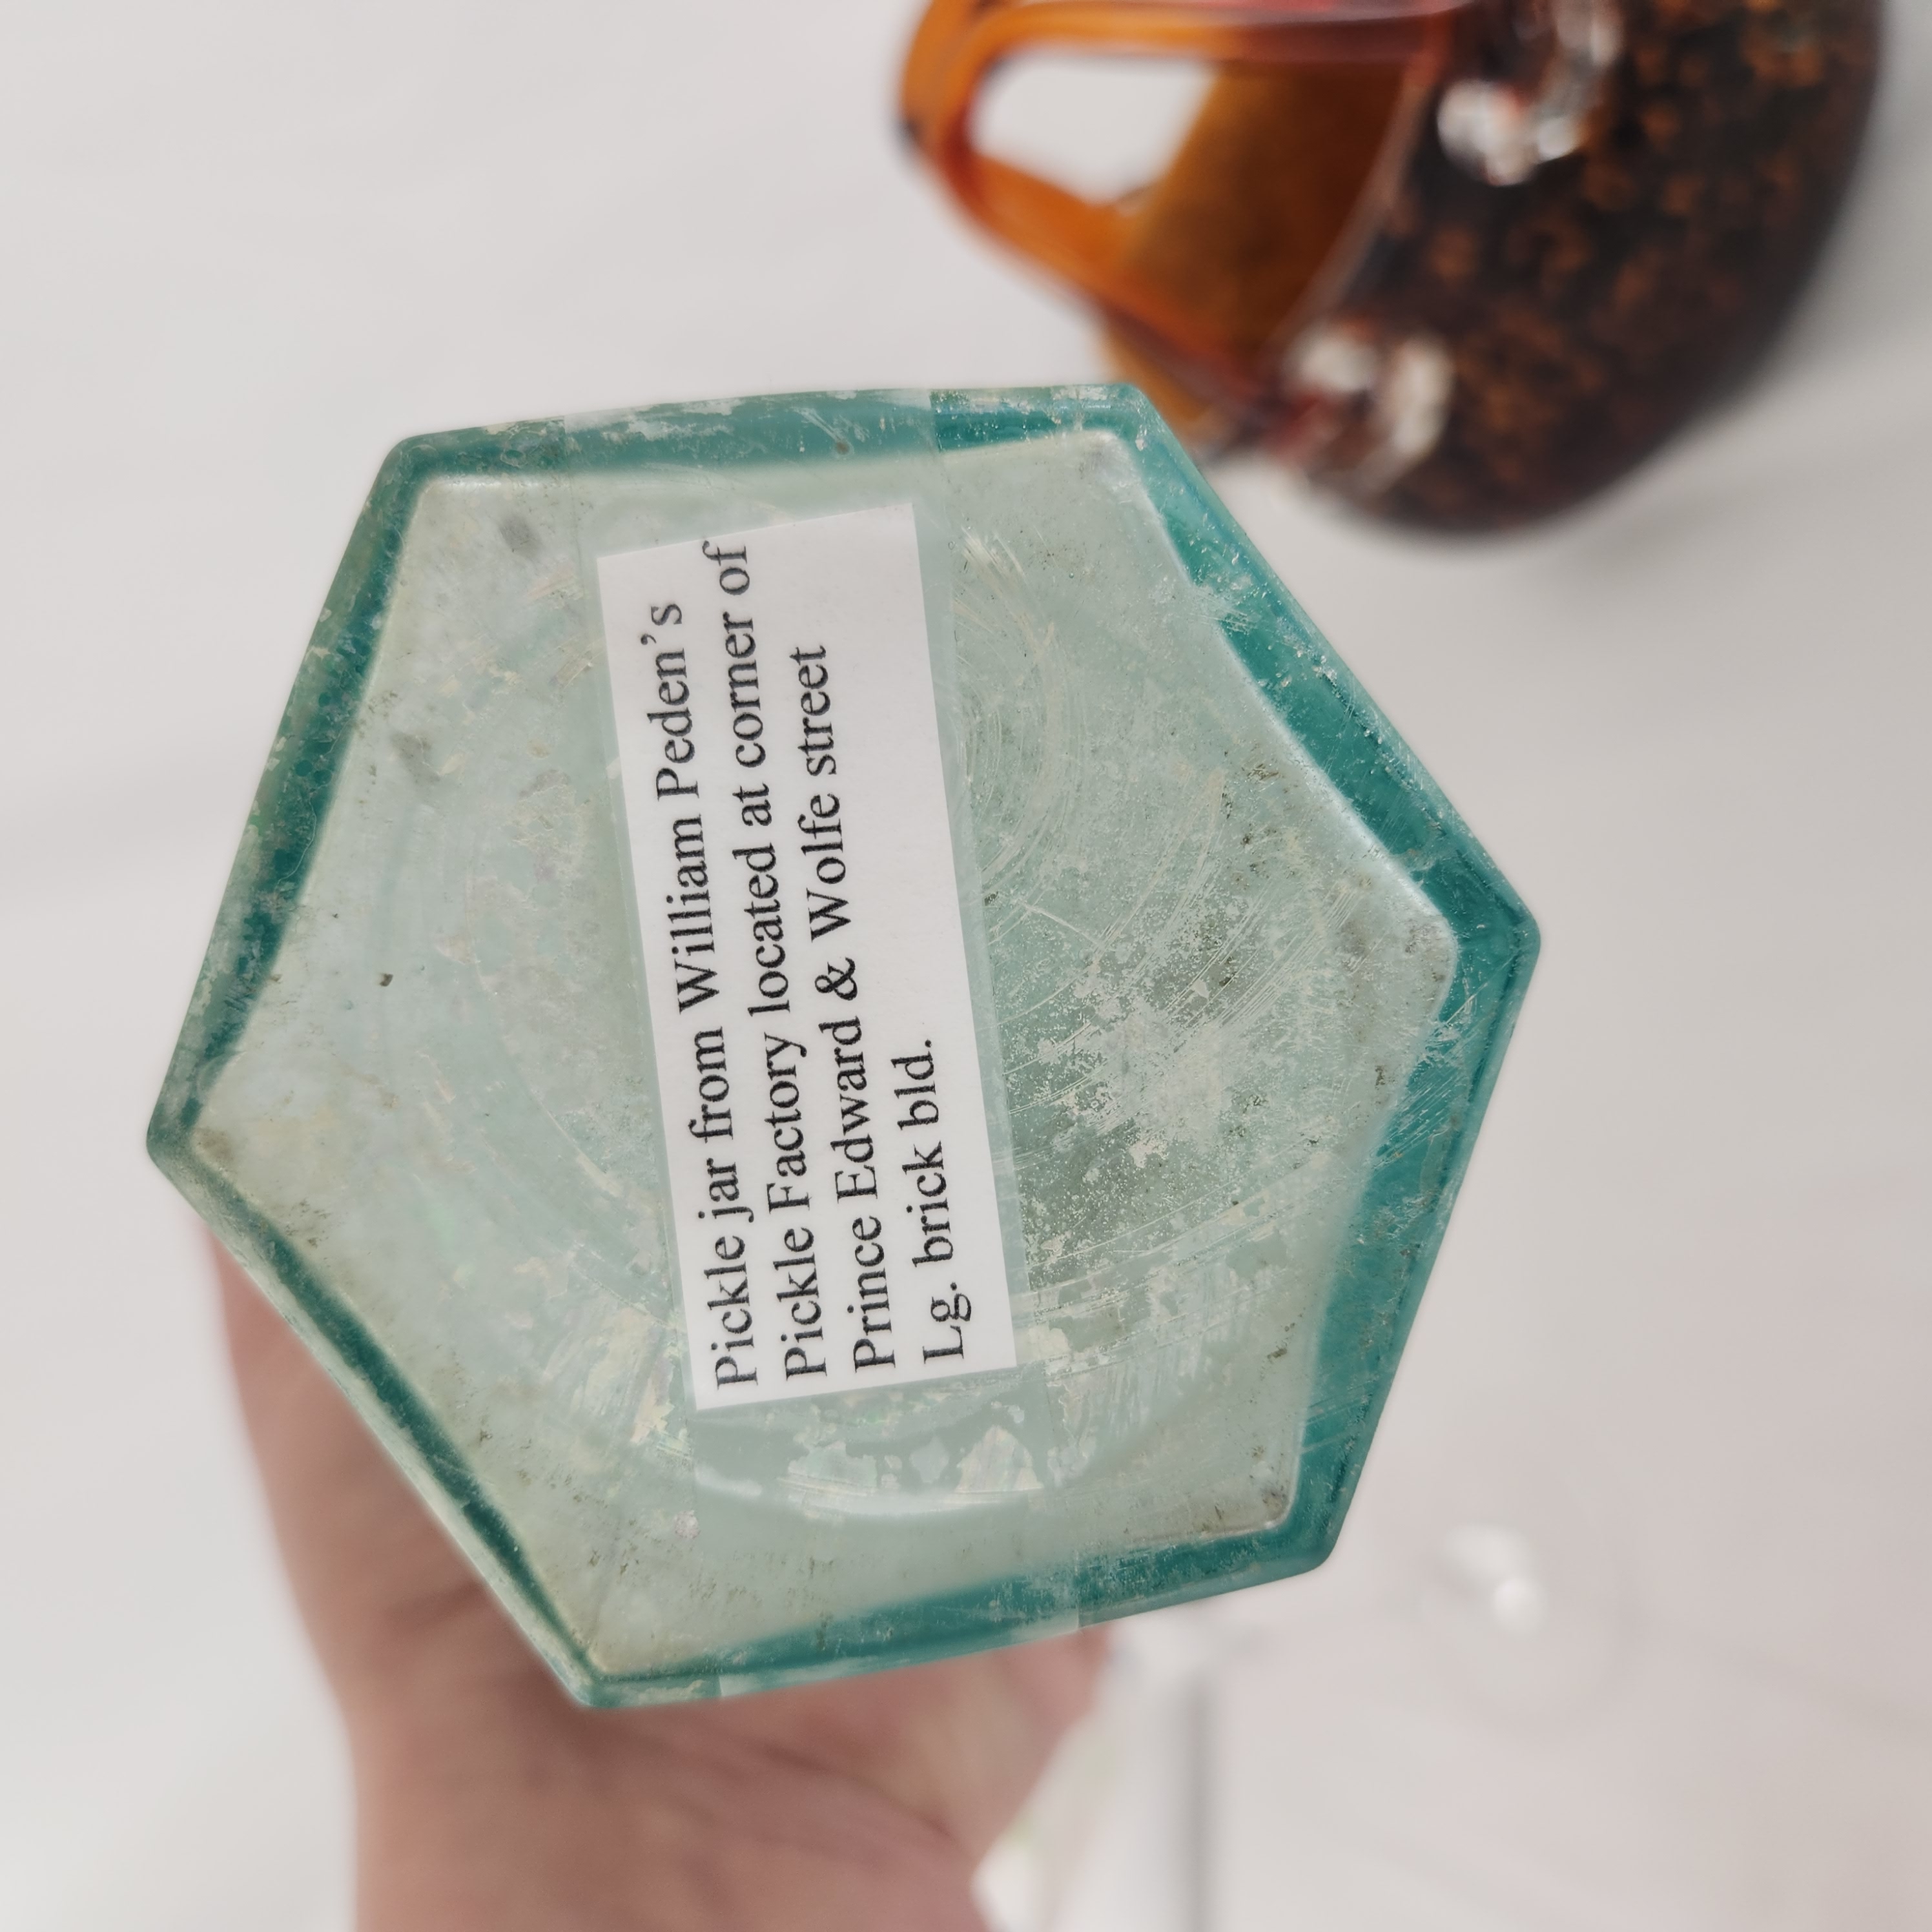 Pickle jar from William Peden's
Pickle Factory located at corner of
Prince Edward & Wolfe street
Lg. brick bld.